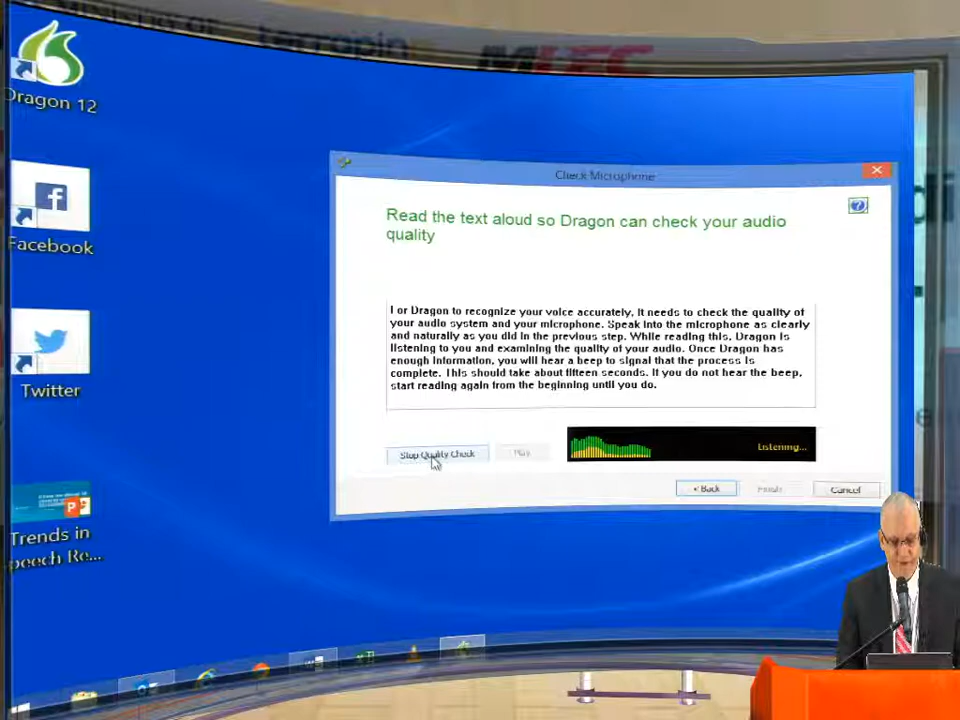 terrapin
MLEC
Dragon 12
Facebook
Twitter
Trends in
peech Re...
Check Microphone
Read the text aloud so Dragon can check your audio
quality
For Dragon to recognize your voice accurately, it needs to check the quality of
your audio system and your microphone. Speak into the microphone as clearly
and naturally as you did in the previous step. While reading this, Dragon is
listening to you and examining the quality of your audio. Once Dragon has
enough information, you will hear a beep to signal that the process is
complete. This should take about fifteen seconds. If you do not hear the beep,
start reading again from the beginning until you do.
Stop Quality Check
Play
Listening...
< Back
Finish
Cancel